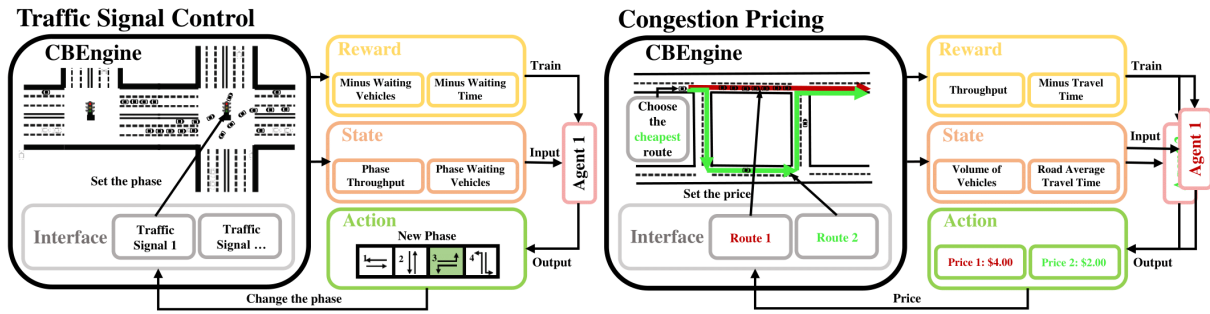 Traffic Signal Control
CBEngine
Set the phase
Interface
Traffic
Signal 1
Traffic
Signal ...
Change the phase
Reward
Minus Waiting
Vehicles
Minus Waiting
Time
State
Phase
Throughput
Phase Waiting
Vehicles
Action
New Phase
1
2
3
4
Train
Input
Agent 1
Output
Congestion Pricing
CBEngine
Choose
the
cheapest
route
Set the price
Interface
Route 1
Route 2
Price
Reward
Throughput
Minus Travel
Time
State
Volume of
Vehicles
Road Average
Travel Time
Action
Price 1: $4.00
Price 2: $2.00
Train
Input
Agent 1
Output